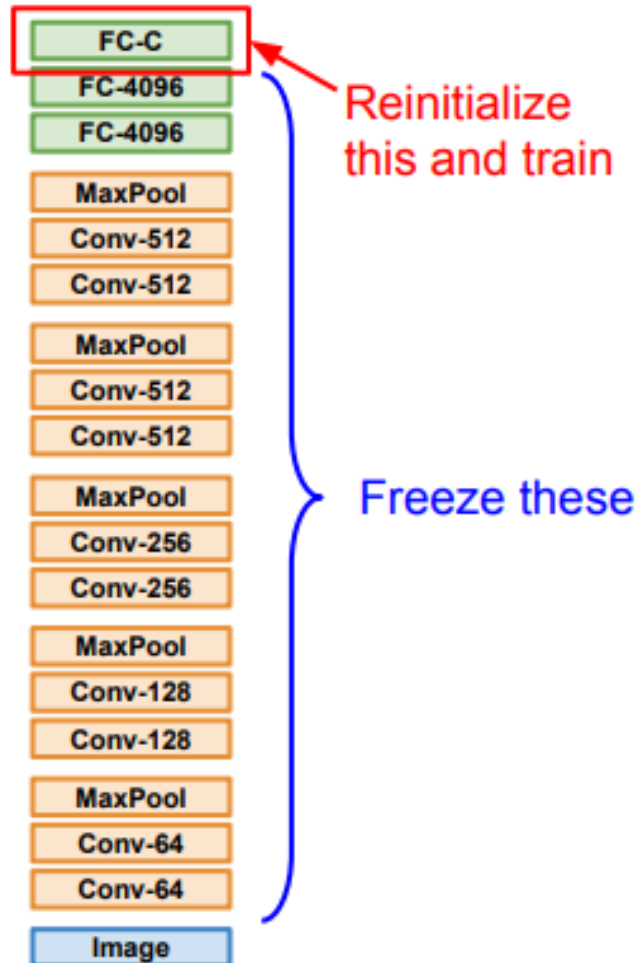 FC-C
FC-4096
FC-4096
MaxPool
Conv-512
Conv-512
MaxPool
Conv-512
Conv-512
MaxPool
Conv-256
Conv-256
MaxPool
Conv-128
Conv-128
MaxPool
Conv-64
Conv-64
Image
Reinitialize
this and train
Freeze these